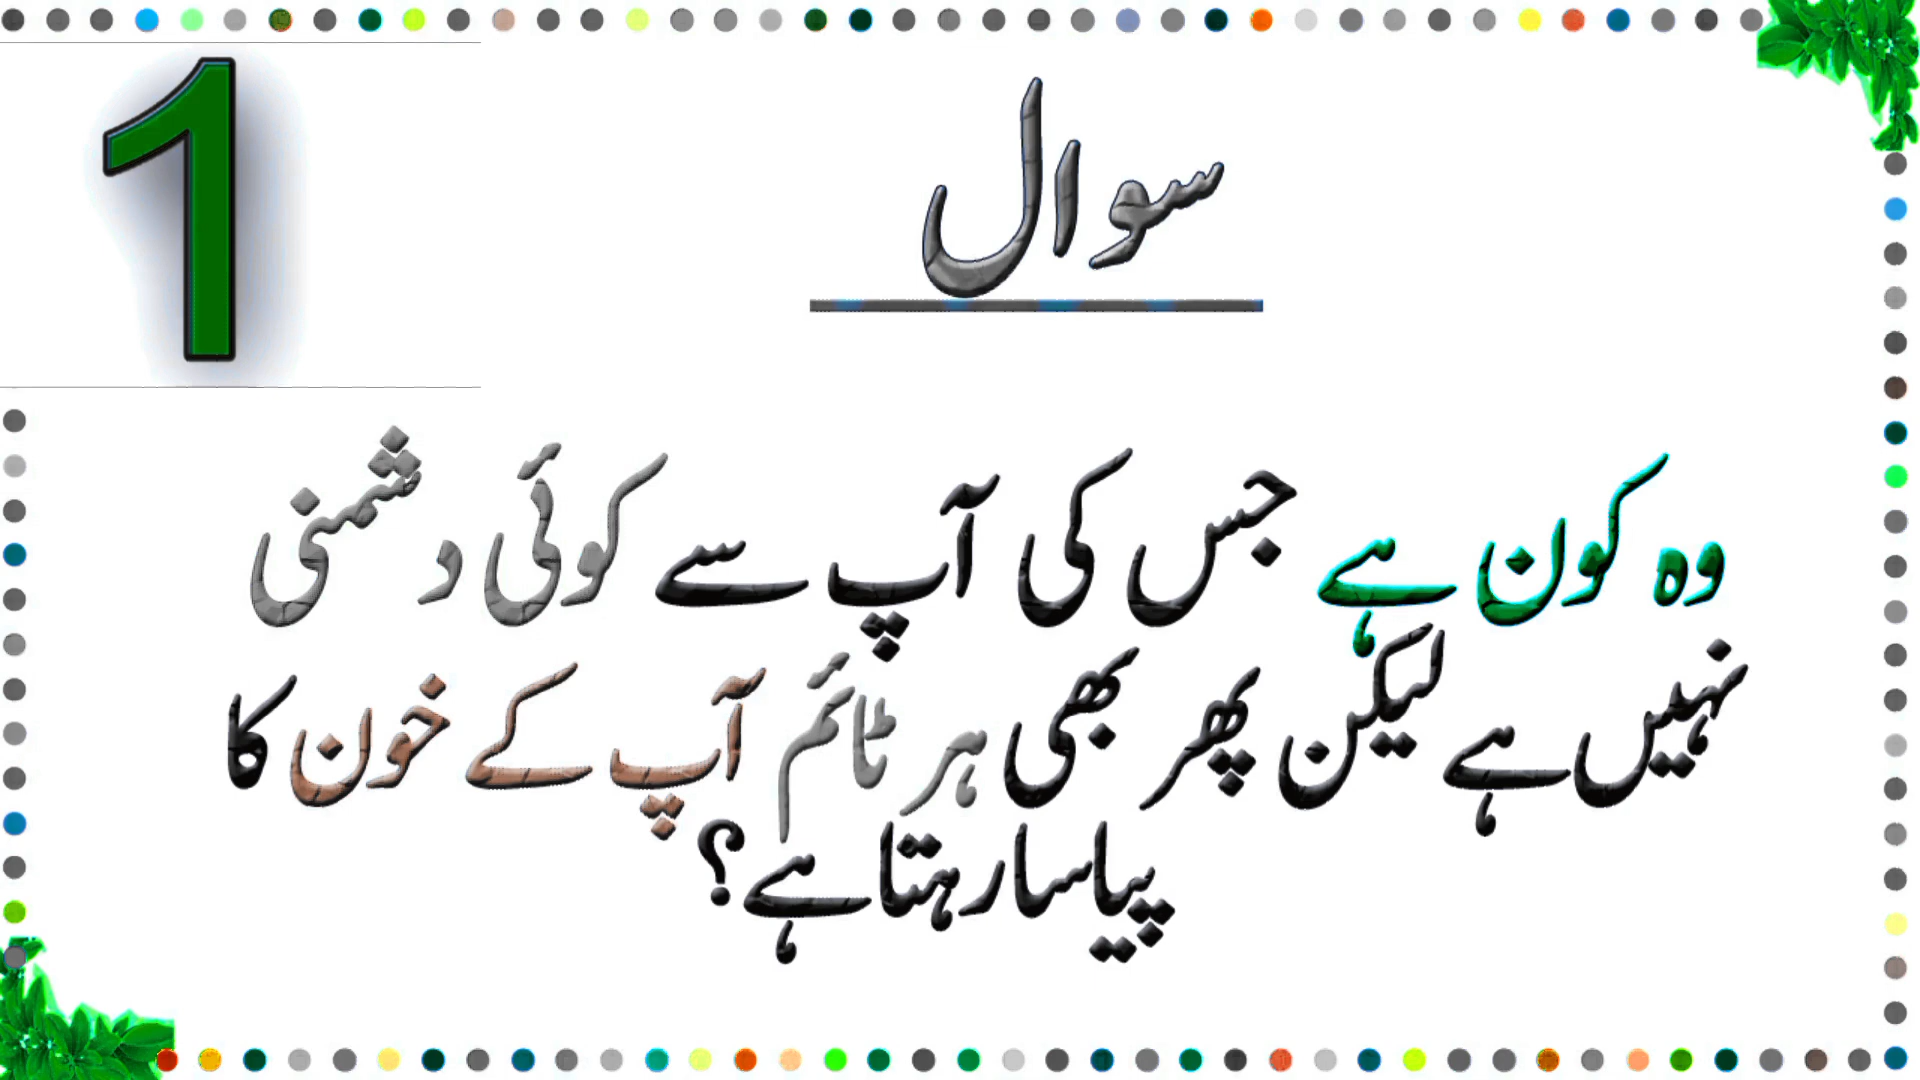 1
سوال
وہ کون ہے جس کی آپ سے کوئی دشمنی
نہیں ہے لیکن پھر بھی ہر ٹائم آپ کے خون کا
پیاسا رہتا ہے؟